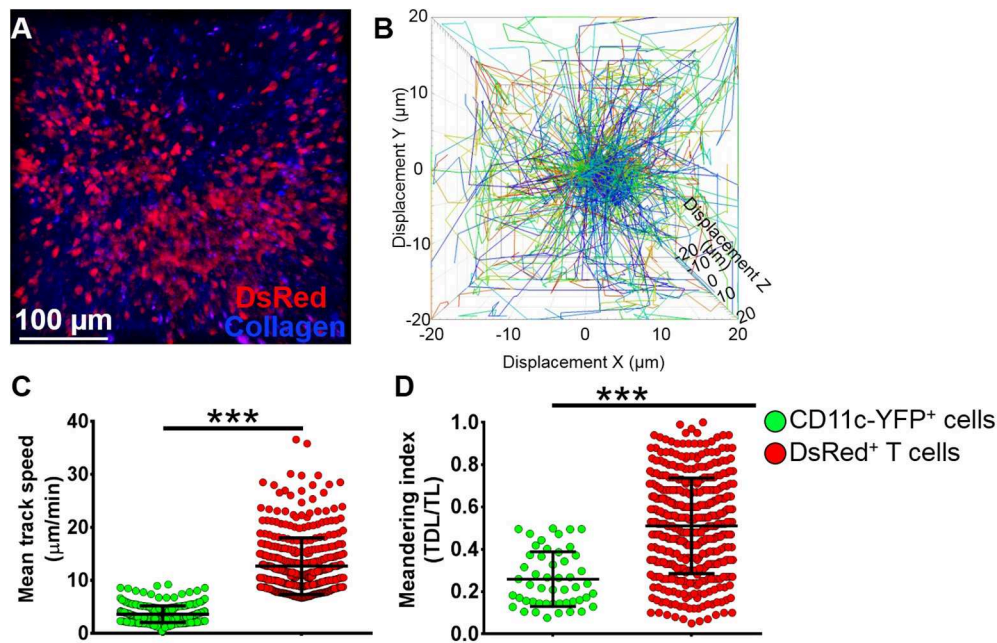 A
DsRed
Collagen
100 µm
B
20
10
0
-10
-20
Displacement Y (µm)
-20
-10
0
10
20
Displacement X (µm)
Displacement Z
(µm)
20
C
***
40
30
20
10
0
Mean track speed
(µm/min)
D
***
1.0
0.8
0.6
0.4
0.2
0.0
Meandering index
(TDL/TL)
CD11c-YFP⁺ cells
DsRed⁺ T cells